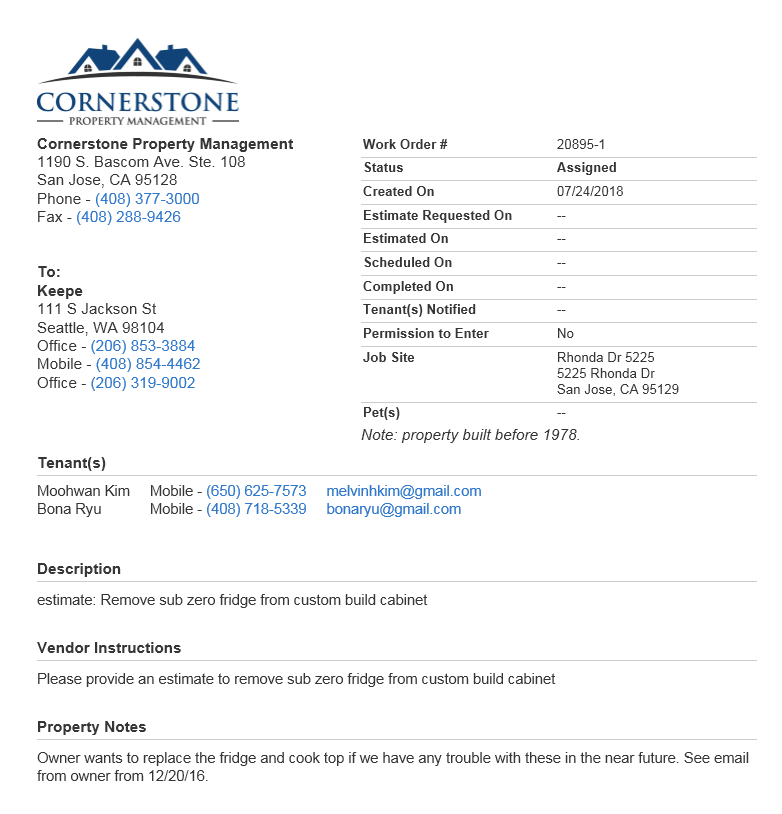 CORNERSTONE
PROPERTY MANAGEMENT
Cornerstone Property Management
1190 S. Bascom Ave. Ste. 108
San Jose, CA 95128
Phone - (408) 377-3000
Fax - (408) 288-9426
To:
Keepe
111 S Jackson St
Seattle, WA 98104
Office - (206) 853-3884
Mobile - (408) 854-4462
Office - (206) 319-9002
Work Order # 20895-1
Status Assigned
Created On 07/24/2018
Estimate Requested On --
Estimated On --
Scheduled On --
Completed On --
Tenant(s) Notified --
Permission to Enter No
Job Site Rhonda Dr 5225
5225 Rhonda Dr
San Jose, CA 95129
Pet(s) --
Note: property built before 1978.
Tenant(s)
Moohwan Kim Mobile - (650) 625-7573 melvinhkim@gmail.com
Bona Ryu Mobile - (408) 718-5339 bonaryu@gmail.com
Description
estimate: Remove sub zero fridge from custom build cabinet
Vendor Instructions
Please provide an estimate to remove sub zero fridge from custom build cabinet
Property Notes
Owner wants to replace the fridge and cook top if we have any trouble with these in the near future. See email
from owner from 12/20/16.